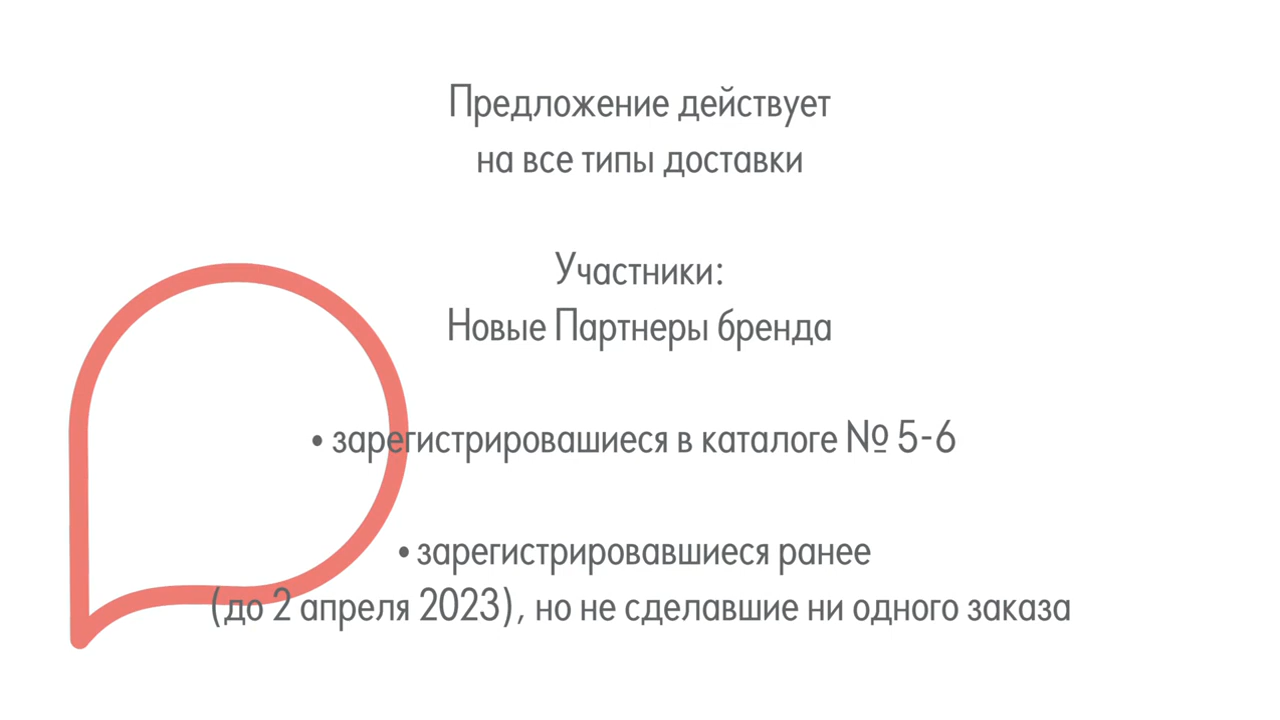 Предложение действует
на все типы доставки
Участники:
Новые Партнеры бренда
• зарегистрировашиеся в каталоге № 5-6
• зарегистрировавшиеся ранее
(до 2 апреля 2023), но не сделавшие ни одного заказа